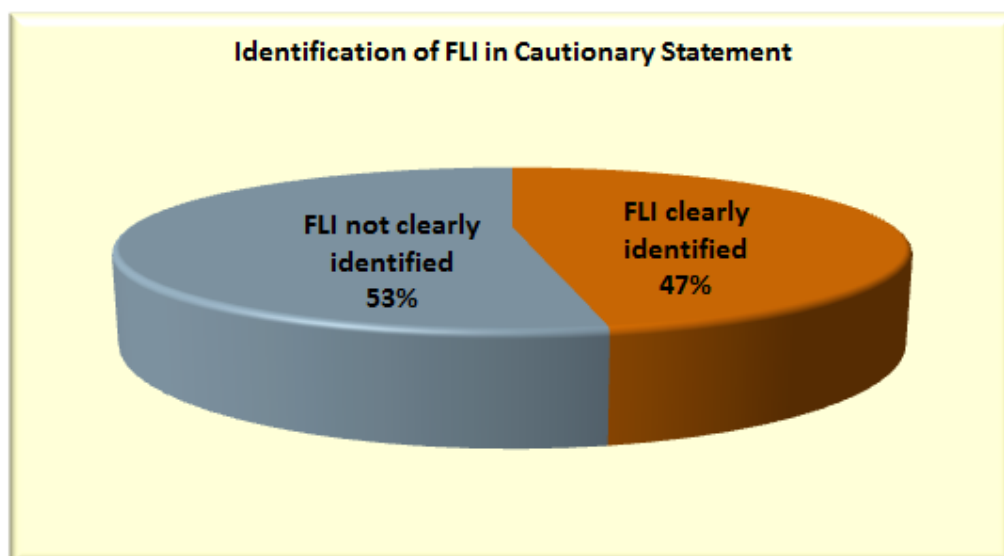 Identification of FLI in Cautionary Statement
FLI not clearly
identified
53%
FLI clearly
identified
47%